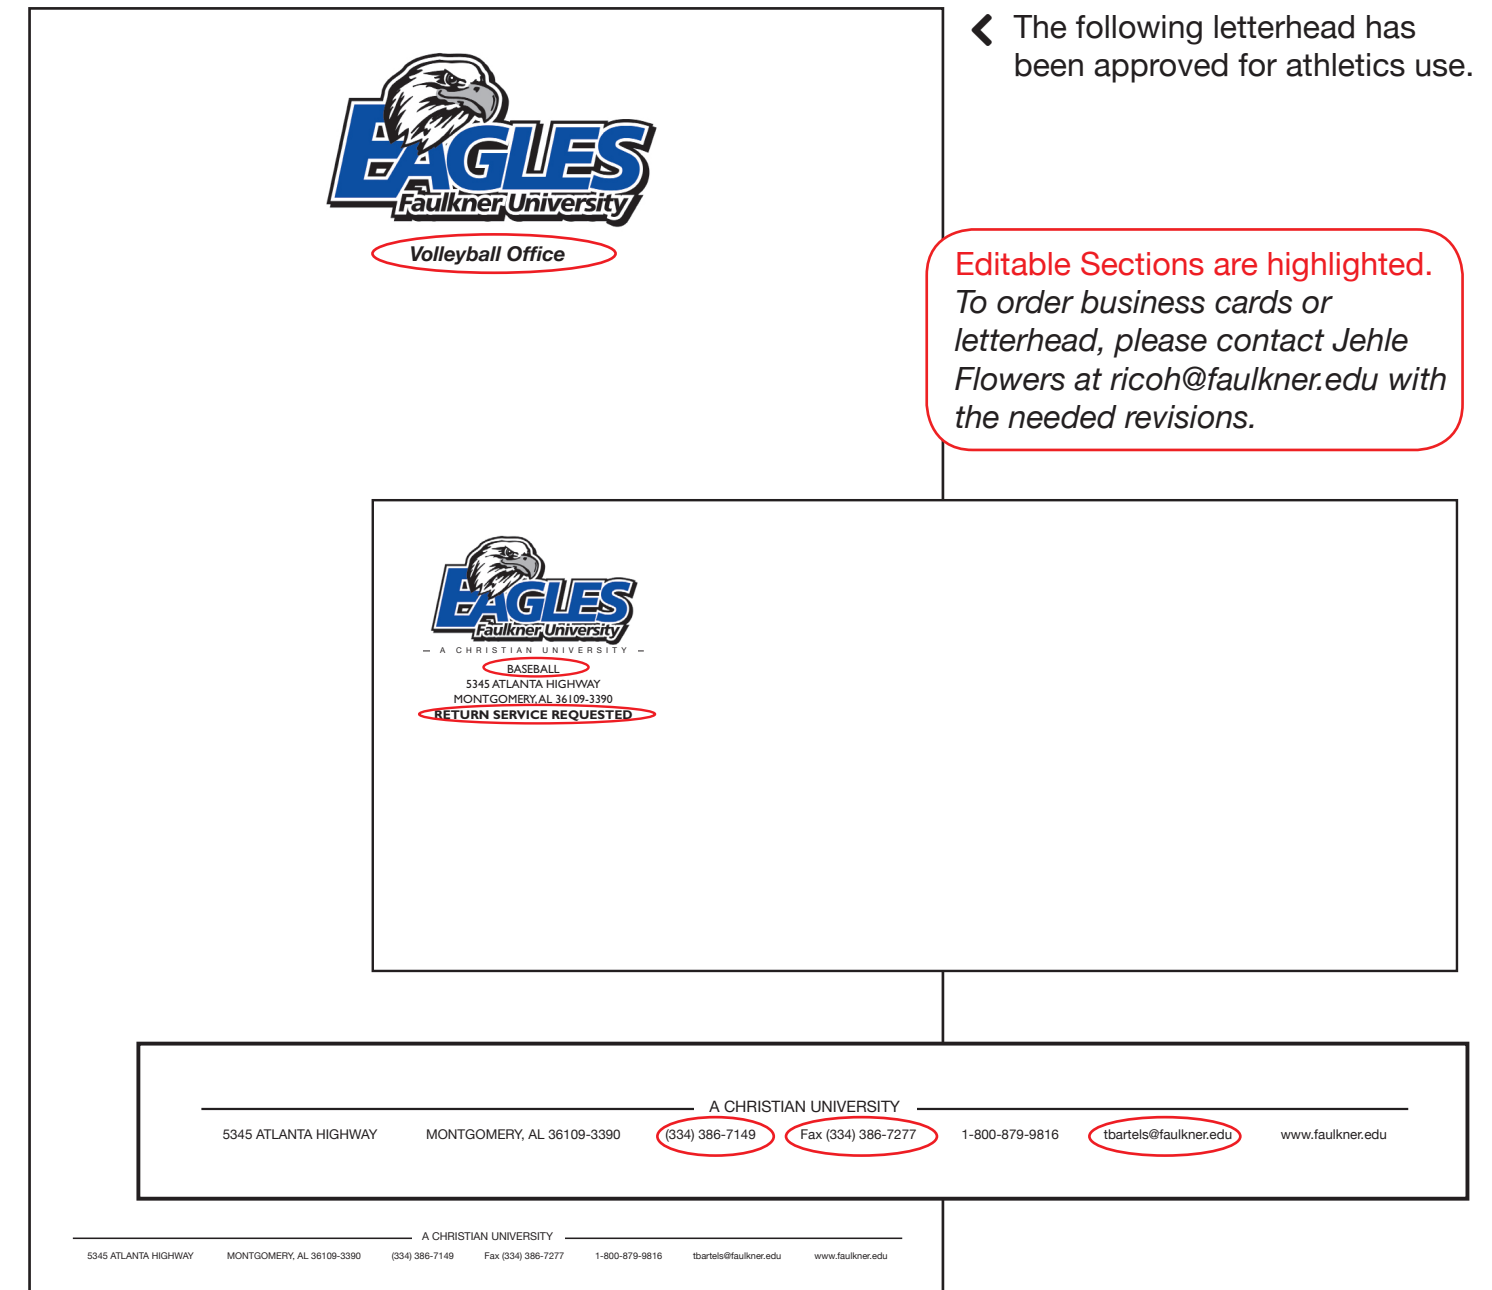 The following letterhead has
been approved for athletics use.
EAGLES
Faulkner University
Volleyball Office
Editable Sections are highlighted.
To order business cards or
letterhead, please contact Jehle
Flowers at ricoh@faulkner.edu with
the needed revisions.
EAGLES
Faulkner University
– A CHRISTIAN UNIVERSITY –
BASEBALL
5345 ATLANTA HIGHWAY
MONTGOMERY, AL 36109-3390
RETURN SERVICE REQUESTED
A CHRISTIAN UNIVERSITY
5345 ATLANTA HIGHWAY MONTGOMERY, AL 36109-3390 (334) 386-7149 Fax (334) 386-7277 1-800-879-9816 tbartels@faulkner.edu www.faulkner.edu
A CHRISTIAN UNIVERSITY
5345 ATLANTA HIGHWAY MONTGOMERY, AL 36109-3390 (334) 386-7149 Fax (334) 386-7277 1-800-879-9816 tbartels@faulkner.edu www.faulkner.edu